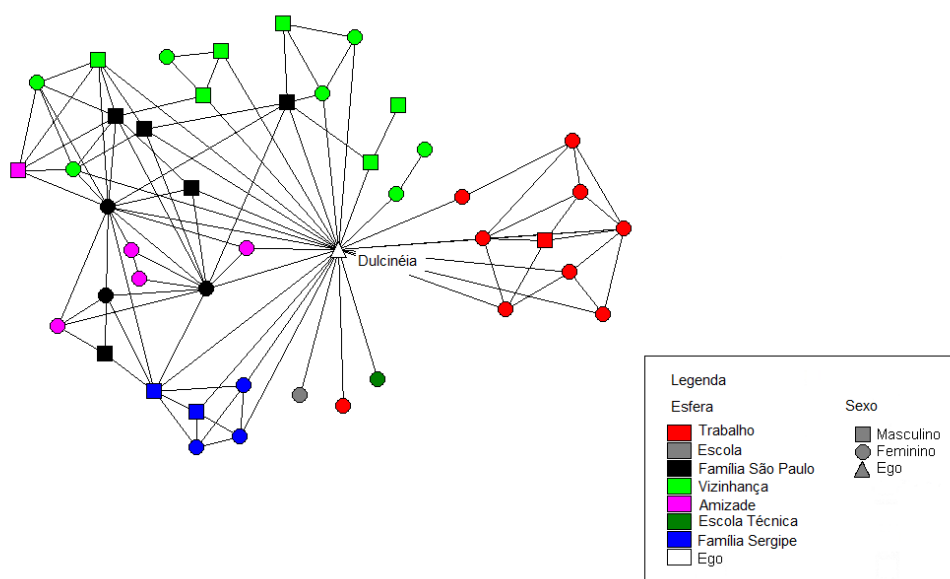 Dulcinéia
Legenda
Esfera
Sexo
Trabalho
Escola
Família São Paulo
Vizinhança
Amizade
Escola Técnica
Família Sergipe
Ego
Masculino
Feminino
Ego